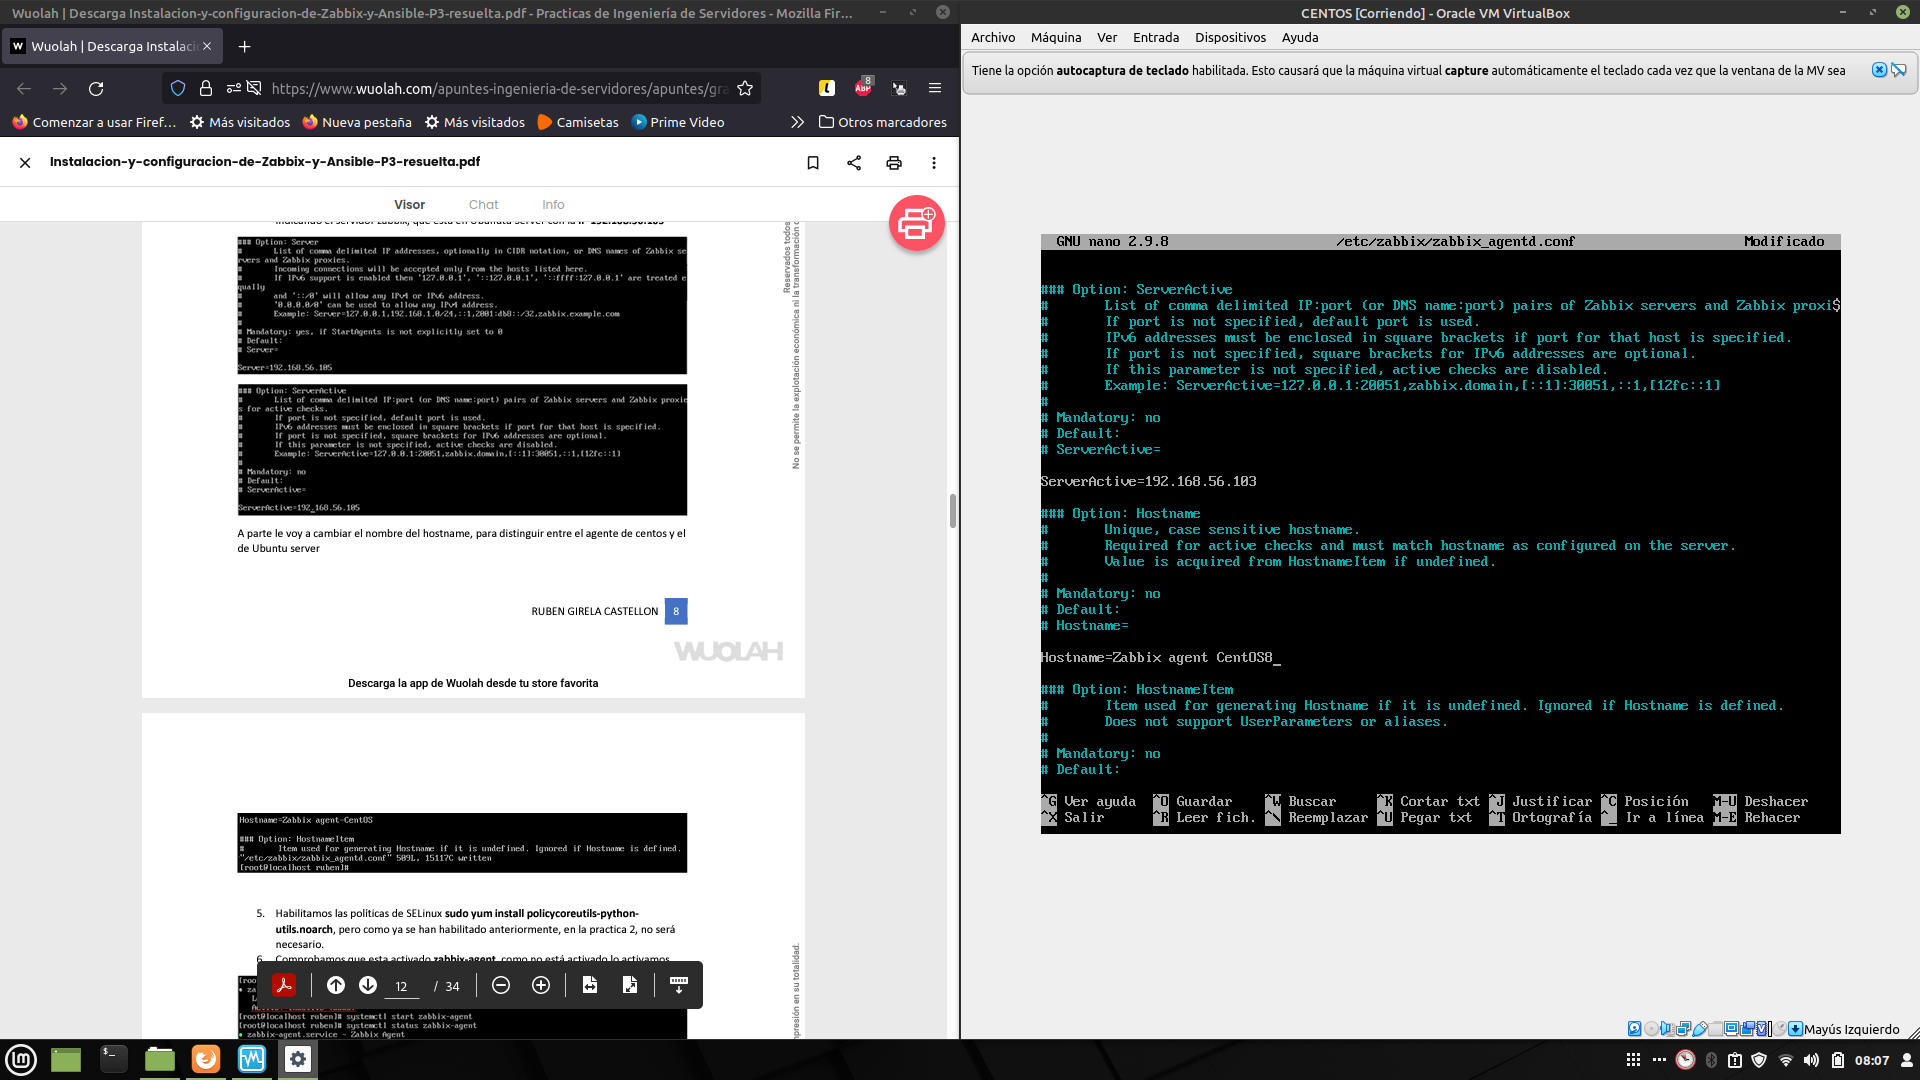 Wuolah | Descarga Instalacion-y-configuracion-de-Zabbix-y-Ansible-P3-resuelta.pdf - Practicas de Ingeniería de Servidores - Mozilla Fir...
Wuolah | Descarga Instalaci
https://www.wuolah.com/apuntes-ingenieria-de-servidores/apuntes/gra
8
ABP
Comenzar a usar Firef...
Más visitados
Nueva pestaña
Más visitados
Camisetas
Prime Video
Otros marcadores
Instalacion-y-configuracion-de-Zabbix-y-Ansible-P3-resuelta.pdf
Visor
Chat
Info
### Option: Server
# List of comma delimited IP addresses, optionally in CIDR notation, or DNS names of Zabbix se
rvers and Zabbix proxies.
# Incoming connections will be accepted only from the hosts listed here.
# If IPv6 support is enabled then '127.0.0.1', '::127.0.0.1', '::ffff:127.0.0.1' are treated e
qually
# and '::/0' will allow any IPv4 or IPv6 address.
# '0.0.0.0/0' can be used to allow any IPv4 address.
# Example: Server=127.0.0.1,192.168.1.0/24,::1,2001:db8::/32,zabbix.example.com
#
# Mandatory: yes, if StartAgents is not explicitly set to 0
# Default:
# Server=
Server=192.168.56.105
### Option: ServerActive
# List of comma delimited IP:port (or DNS name:port) pairs of Zabbix servers and Zabbix proxie
s for active checks.
# If port is not specified, default port is used.
# IPv6 addresses must be enclosed in square brackets if port for that host is specified.
# If port is not specified, square brackets for IPv6 addresses are optional.
# If this parameter is not specified, active checks are disabled.
# Example: ServerActive=127.0.0.1:20051,zabbix.domain,[::1]:30051,::1,[12fc::1]
#
# Mandatory: no
# Default:
# ServerActive=
ServerActive=192.168.56.105
A parte le voy a cambiar el nombre del hostname, para distinguir entre el agente de centos y el
de Ubuntu server
RUBEN GIRELA CASTELLON 8
WUOLAH
Descarga la app de Wuolah desde tu store favorita
No se permite la explotación económica ni la transformación
Reservados todos
Hostname=Zabbix agent-CentOS
### Option: HostnameItem
# Item used for generating Hostname if it is undefined. Ignored if Hostname is defined.
"/etc/zabbix/zabbix_agentd.conf" 509L, 15117C written
[root@localhost ruben]#
5. Habilitamos las políticas de SELinux sudo yum install policycoreutils-python-
utils.noarch, pero como ya se han habilitado anteriormente, en la practica 2, no será
necesario.
6. Comprobamos que esta activado zabbix-agent, como no está activado lo activamos
12 / 34
[root@localhost ruben]# systemctl start zabbix-agent
[root@localhost ruben]# systemctl status zabbix-agent
● zabbix-agent.service - Zabbix Agent
presión en su totalidad.
CENTOS [Corriendo] - Oracle VM VirtualBox
Archivo Máquina Ver Entrada Dispositivos Ayuda
Tiene la opción autocaptura de teclado habilitada. Esto causará que la máquina virtual capture automáticamente el teclado cada vez que la ventana de la MV sea
GNU nano 2.9.8 /etc/zabbix/zabbix_agentd.conf Modificado
### Option: ServerActive
# List of comma delimited IP:port (or DNS name:port) pairs of Zabbix servers and Zabbix proxi$
# If port is not specified, default port is used.
# IPv6 addresses must be enclosed in square brackets if port for that host is specified.
# If port is not specified, square brackets for IPv6 addresses are optional.
# If this parameter is not specified, active checks are disabled.
# Example: ServerActive=127.0.0.1:20051,zabbix.domain,[::1]:30051,::1,[12fc::1]
#
# Mandatory: no
# Default:
# ServerActive=
ServerActive=192.168.56.103
### Option: Hostname
# Unique, case sensitive hostname.
# Required for active checks and must match hostname as configured on the server.
# Value is acquired from HostnameItem if undefined.
#
# Mandatory: no
# Default:
# Hostname=
Hostname=Zabbix agent CentOS8_
### Option: HostnameItem
# Item used for generating Hostname if it is undefined. Ignored if Hostname is defined.
# Does not support UserParameters or aliases.
#
# Mandatory: no
# Default:
^G Ver ayuda ^O Guardar ^W Buscar ^K Cortar txt ^J Justificar ^C Posición M-U Deshacer
^X Salir ^R Leer fich. ^\ Reemplazar ^U Pegar txt ^T Ortografía ^_ Ir a línea M-E Rehacer
Mayús Izquierdo
08:07